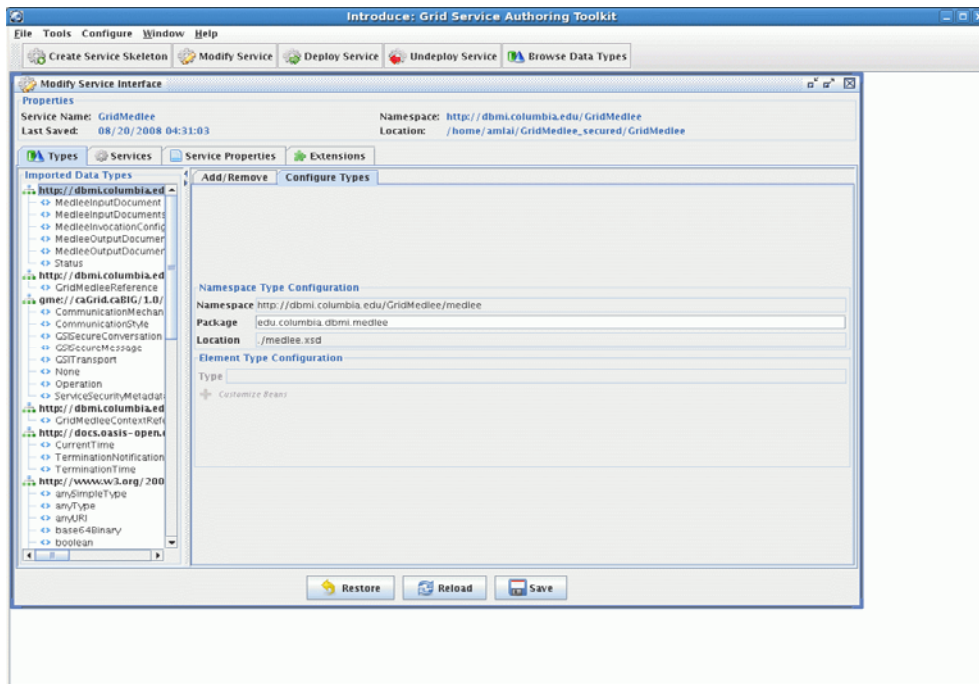 Introduce: Grid Service Authoring Toolkit
File Tools Configure Window Help
Create Service Skeleton Modify Service Deploy Service Undeploy Service Browse Data Types
Modify Service Interface
Properties
Service Name: GridMedlee Namespace: http://dbmi.columbia.edu/GridMedlee
Last Saved: 08/20/2008 04:31:03 Location: /home/amlai/GridMedlee_secured/GridMedlee
Types Services Service Properties Extensions
Imported Data Types
Add/Remove Configure Types
http://dbmi.columbia.ed
MedleeInputDocument
MedleeInputDocuments
MedleeInvocationConfig
MedleeOutputDocumen
MedleeOutputDocumen
Status
http://dbmi.columbia.ed
GridMedleeReference
gme://caGrid.caBIG/1.0/
CommunicationMechan
CommunicationStyle
GSISecureConversation
GSISecureMessage
GSITransport
None
Operation
ServiceSecurityMetadat
http://dbmi.columbia.ed
GridMedleeContextRefe
http://docs.oasis-open.o
CurrentTime
TerminationNotification
TerminationTime
http://www.w3.org/200
anySimpleType
anyType
anyURI
base64Binary
boolean
Namespace Type Configuration
Namespace http://dbmi.columbia.edu/GridMedlee/medlee
Package edu.columbia.dbmi.medlee
Location ./medlee.xsd
Element Type Configuration
Type
Customize Beans
Restore Reload Save